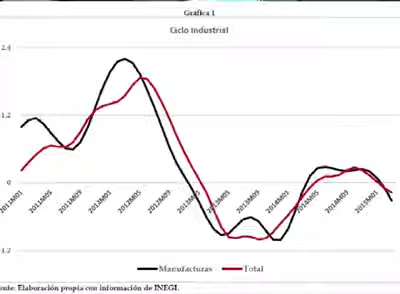 Gráfica 1
Ciclo Industrial
2.4
1.2
0
1.2
2011M01
2011M05
2011M09
2012M01
2012M05
2012M09
2013M01
2013M05
2013M09
2014M01
2014M05
2014M09
2015M01
Manufacturas
Total
ente: Elaboración propia con información de INEGI.